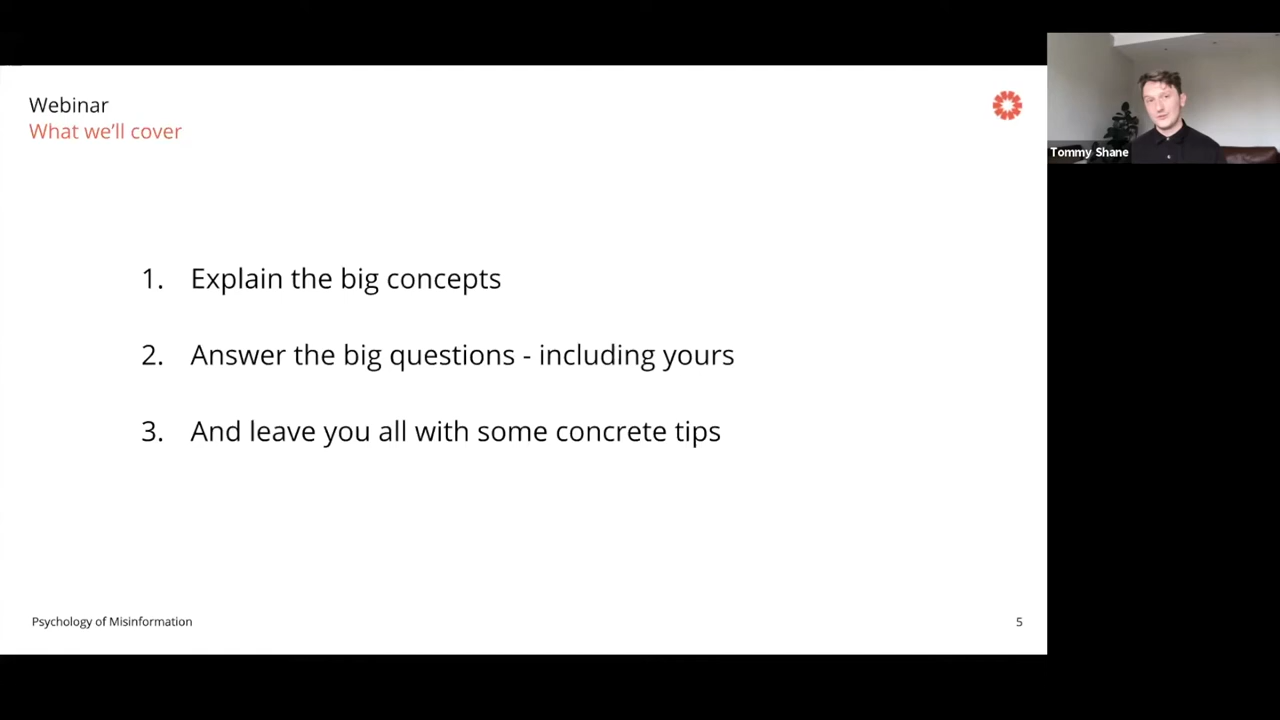 Webinar
What we'll cover
Tommy Shane
1. Explain the big concepts
2. Answer the big questions - including yours
3. And leave you all with some concrete tips
Psychology of Misinformation
5